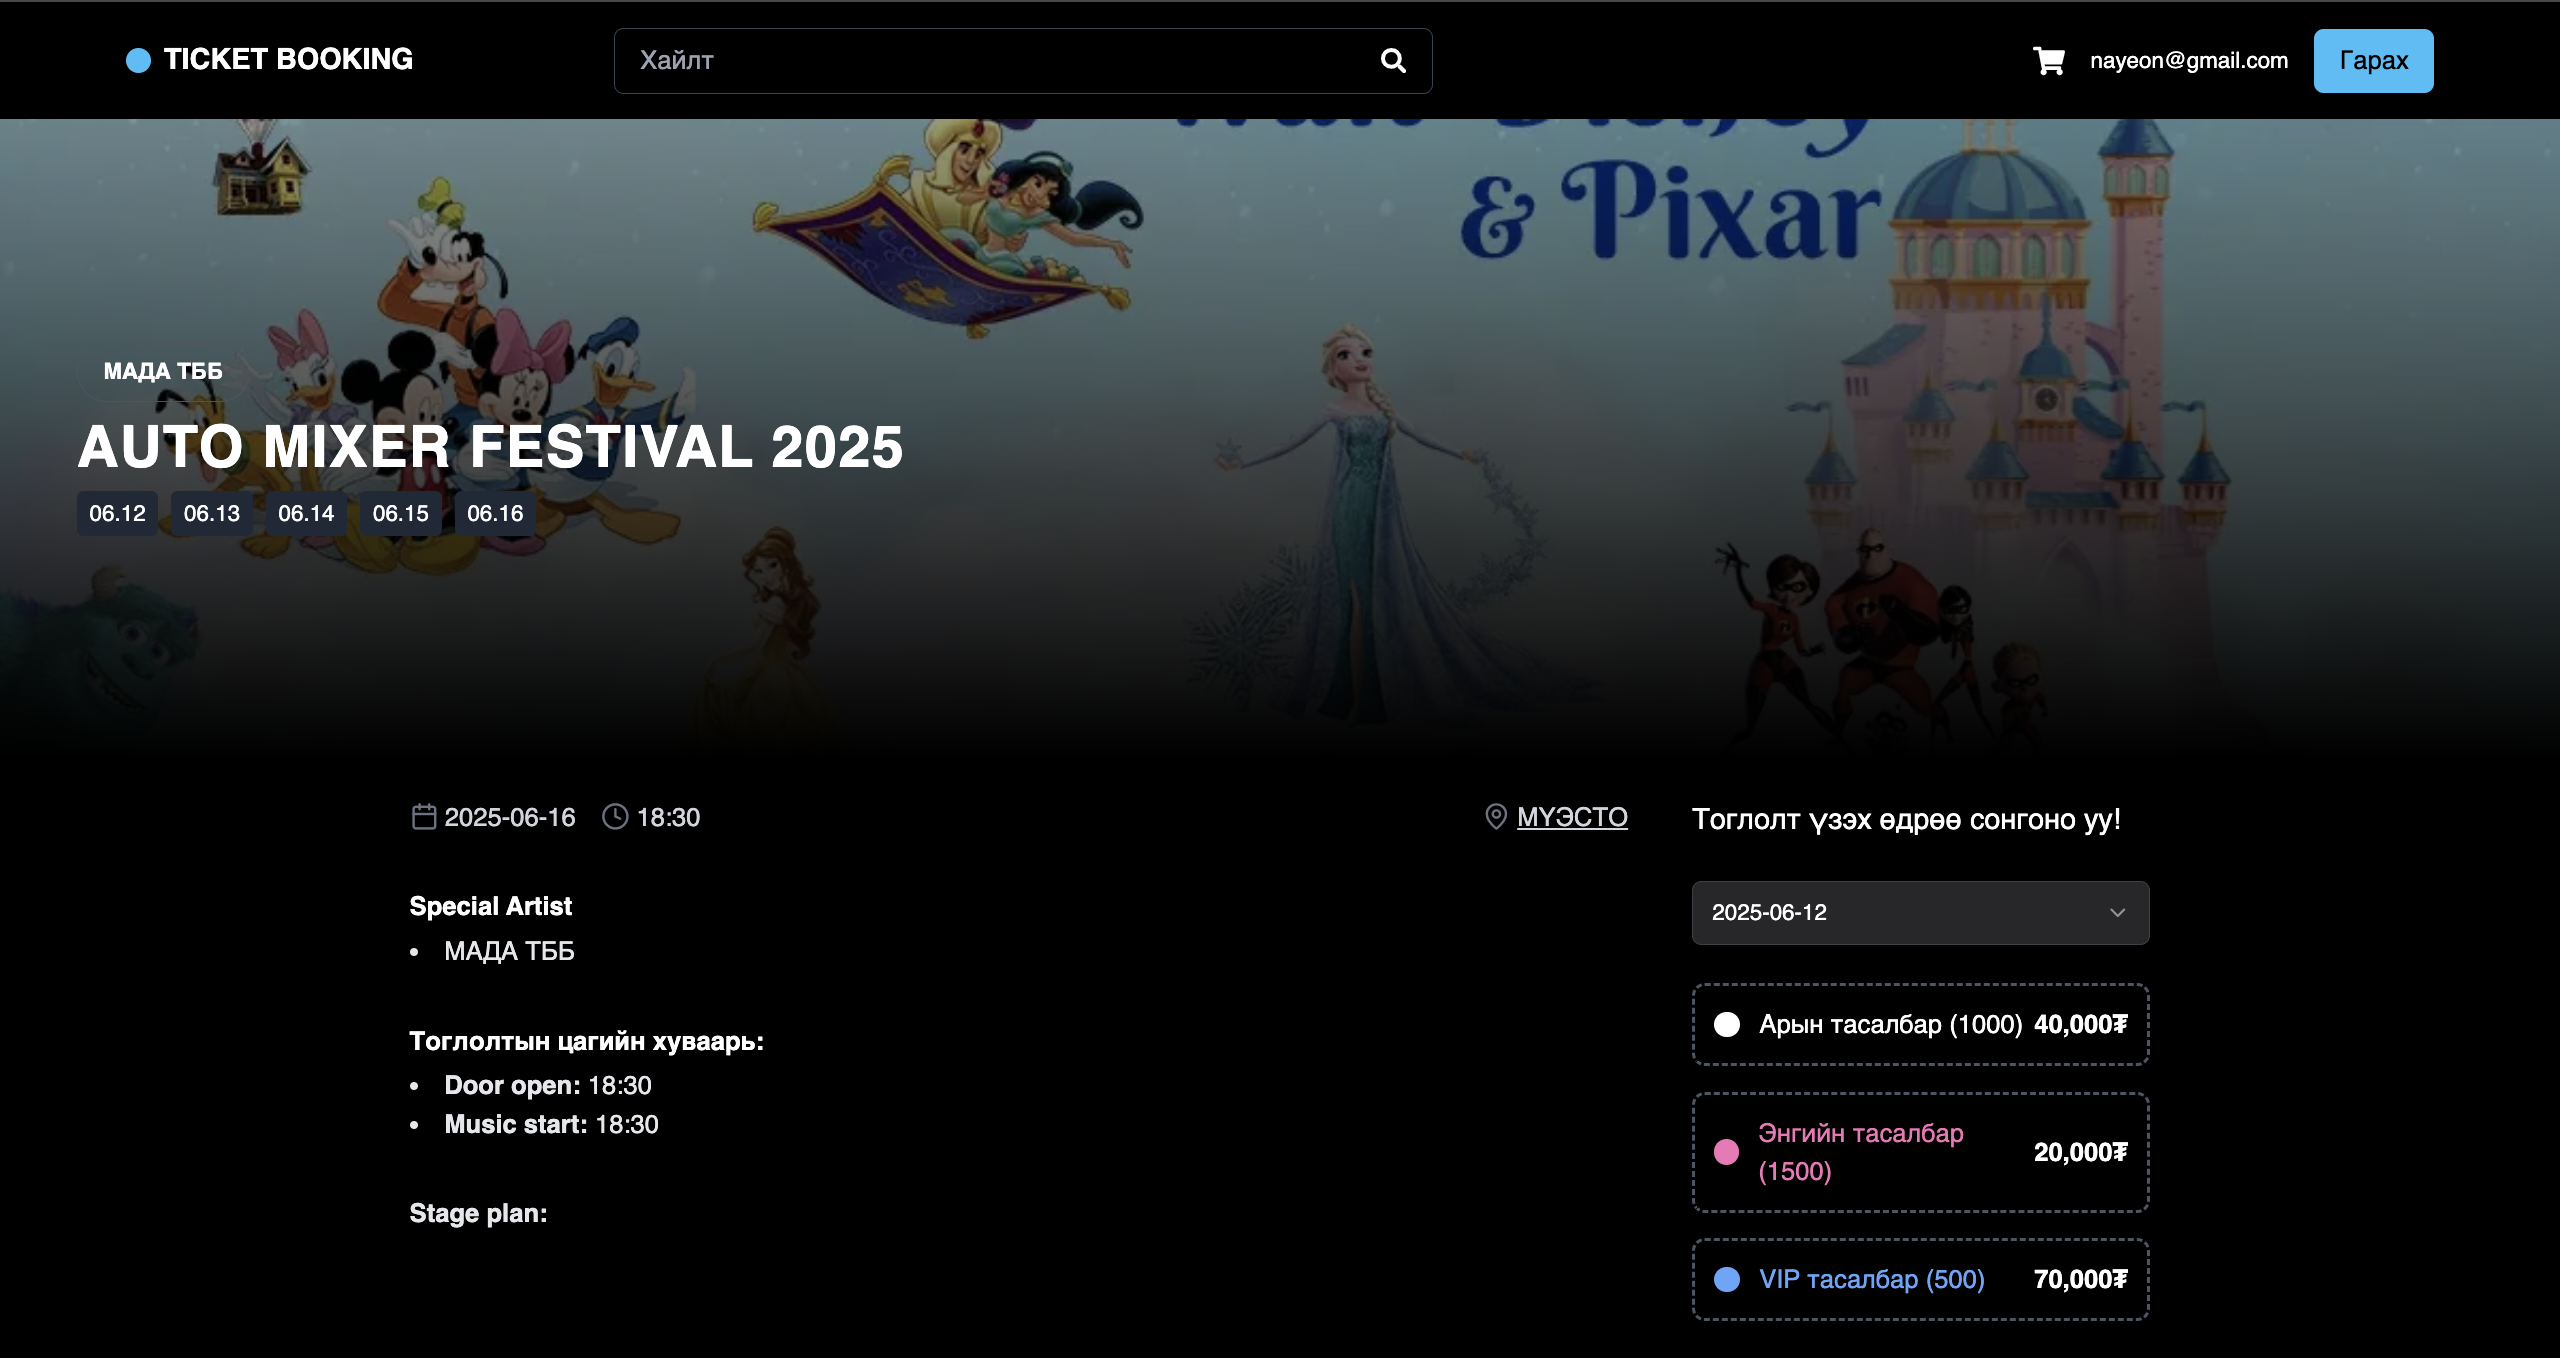 TICKET BOOKING
Хайлт
nayeon@gmail.com
Гарах
& Pixar
МАДА ТББ
AUTO MIXER FESTIVAL 2025
06.12 06.13 06.14 06.15 06.16
2025-06-16 18:30
МҮЭСТО
Special Artist
• МАДА ТББ
Тоглолтын цагийн хуваарь:
• Door open: 18:30
• Music start: 18:30
Stage plan:
Тоглолт үзэх өдрөө сонгоно уу!
2025-06-12
Арын тасалбар (1000) 40,000₮
Энгийн тасалбар
(1500)
20,000₮
VIP тасалбар (500) 70,000₮